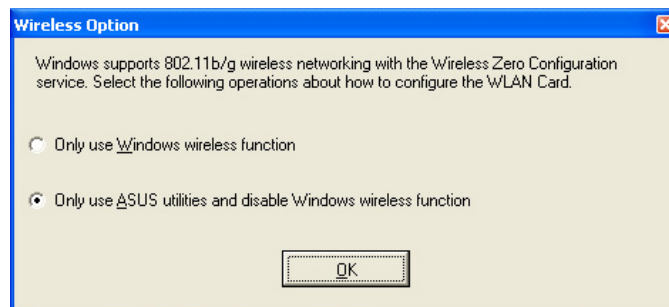 Wireless Option
Windows supports 802.11b/g wireless networking with the Wireless Zero Configuration
service. Select the following operations about how to configure the WLAN Card.
Only use Windows wireless function
Only use ASUS utilities and disable Windows wireless function
OK